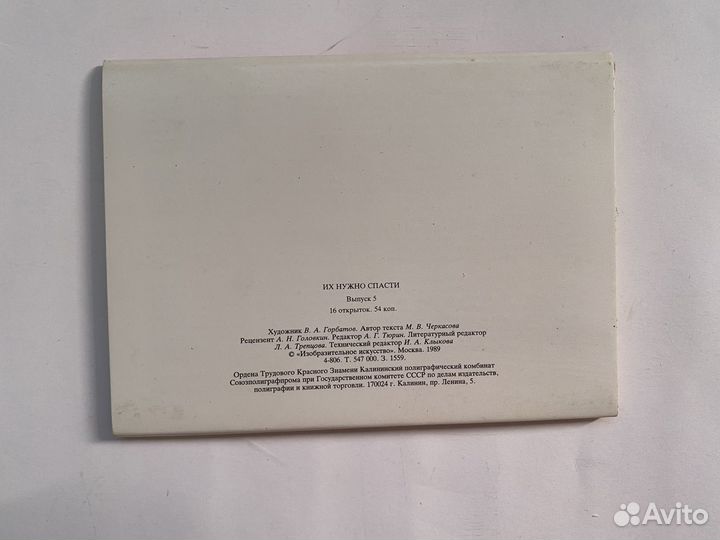 ИХ НУЖНО СПАСТИ
Выпуск 5
16 открыток. 54 коп.
Художник В. А. Горбатов. Автор текста М. В. Черкасова
Рецензент А. Н. Головкин. Редактор А. Г. Тюрин. Литературный редактор
Л. А. Трепцова. Технический редактор И. А. Клыкова
© «Изобразительное искусство». Москва. 1989
4-806. Т. 547 000. З. 1559.
Ордена Трудового Красного Знамени Калининский полиграфический комбинат
Союзполиграфпрома при Государственном комитете СССР по делам издательств,
полиграфии и книжной торговли. 170024 г. Калинин, пр. Ленина, 5.
Avito